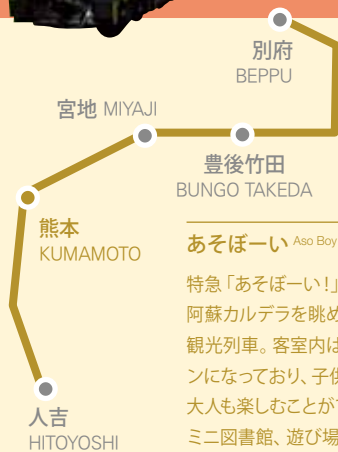 別府
BEPPU
宮地 MIYAJI
豊後竹田
BUNGO TAKEDA
熊本
KUMAMOTO
あそぼーい Aso Boy
特急「あそぼーい!」
阿蘇カルデラを眺め
観光列車。客室内は
ンになっており、子供
大人も楽しむことが
ミニ図書館、遊び場
人吉
HITOYOSHI